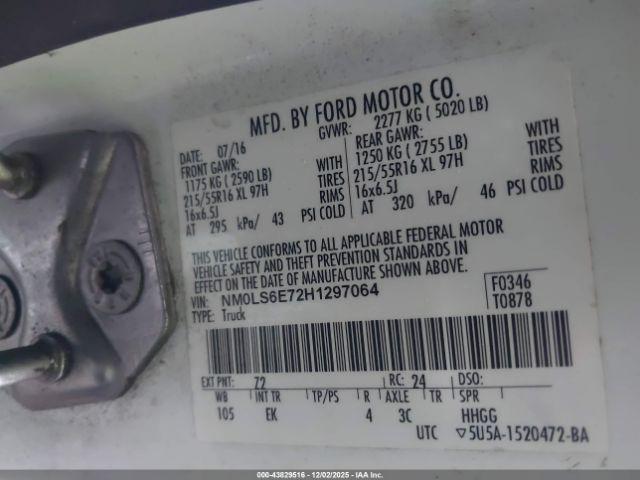 MFD. BY FORD MOTOR CO.
DATE: 07/16 GVWR: 2277 KG ( 5020 LB)
FRONT GAWR: REAR GAWR:
1175 KG ( 2590 LB) WITH 1250 KG ( 2755 LB) WITH
215/55R16 XL 97H TIRES 215/55R16 XL 97H TIRES
16x6.5J RIMS 16x6.5J RIMS
AT 295 kPa/ 43 PSI COLD AT 320 kPa/ 46 PSI COLD
THIS VEHICLE CONFORMS TO ALL APPLICABLE FEDERAL MOTOR
VEHICLE SAFETY AND THEFT PREVENTION STANDARDS IN
EFFECT ON THE DATE OF MANUFACTURE SHOWN ABOVE.
VIN: NM0LS6E72H1297064 F0346
TYPE: Truck T0878
EXT PNT: 72 RC: 24 DSO:
WB INT TR TP/PS R AXLE TR SPR
105 EK 4 3C HHGG
UTC ▽5U5A-1520472-BA
000-43829516 - 12/02/2025 - IAA Inc.